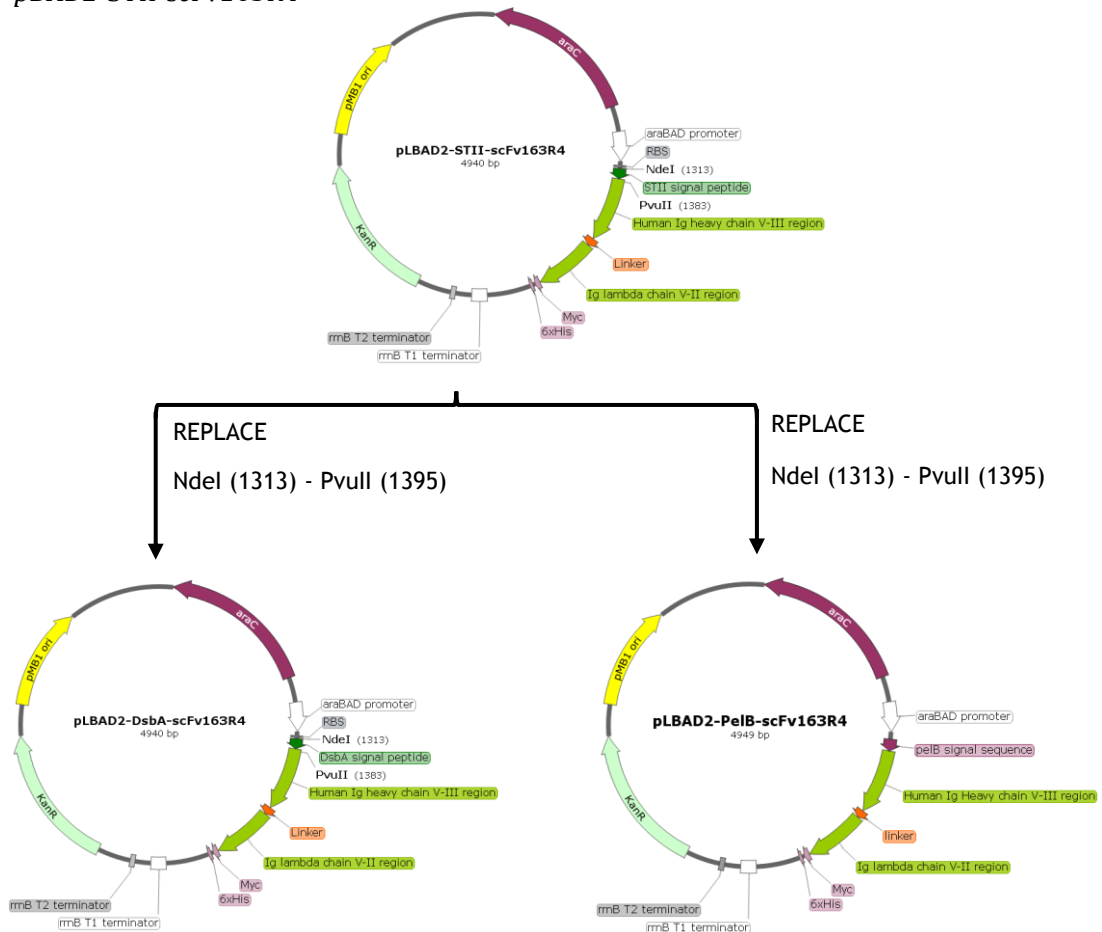 araC
pMB1 ori
pLBAD2-STII-scFv163R4
4940 bp
araBAD promoter
RBS
NdeI (1313)
STII signal peptide
PvuII (1383)
Human Ig heavy chain V-III region
KanR
Linker
Ig lambda chain V-II region
Myc
6xHis
rrnB T2 terminator
rrnB T1 terminator
REPLACE
NdeI (1313) - PvuII (1395)
REPLACE
NdeI (1313) - PvuII (1395)
araC
pMB1 ori
pLBAD2-DsbA-scFv163R4
4940 bp
araBAD promoter
RBS
NdeI (1313)
DsbA signal peptide
PvuII (1383)
Human Ig heavy chain V-III region
KanR
Linker
Ig lambda chain V-II region
Myc
6xHis
rrnB T2 terminator
rrnB T1 terminator
araC
pMB1 ori
pLBAD2-PelB-scFv163R4
4949 bp
araBAD promoter
pelB signal sequence
Human Ig Heavy chain V-III region
KanR
linker
Ig lambda chain V-II region
Myc
6xHis
rrnB T2 terminator
rrnB T1 terminator